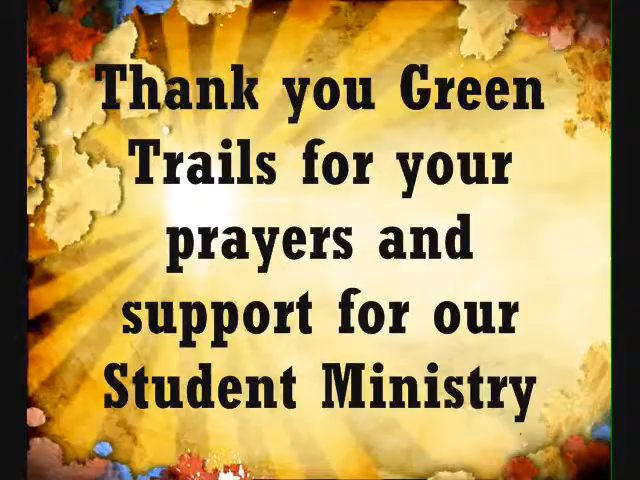 Thank you Green
Trails for your
prayers and
support for our
Student Ministry